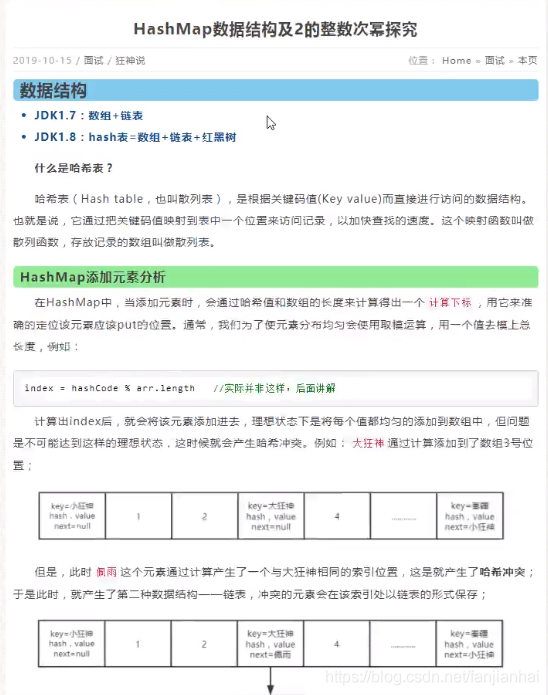 HashMap数据结构及2的整数次幂探究
2019-10-15 / 面试 / 狂神说 位置： Home » 面试 » 本页
数据结构
• JDK1.7：数组+链表
• JDK1.8：hash表=数组+链表+红黑树
什么是哈希表？
哈希表（Hash table，也叫散列表），是根据关键码值(Key value)而直接进行访问的数据结构。
也就是说，它通过把关键码值映射到表中一个位置来访问记录，以加快查找的速度。这个映射函数叫做
散列函数，存放记录的数组叫做散列表。
HashMap添加元素分析
在HashMap中，当添加元素时，会通过哈希值和数组的长度来计算得出一个 计算下标 ，用它来准
确的定位该元素应该put的位置。通常，我们为了使元素分布均匀会使用取模运算，用一个值去模上总
长度，例如：
index = hashCode % arr.length //实际并非这样，后面讲解
计算出index后，就会将该元素添加进去，理想状态下是将每个值都均匀的添加到数组中，但问题
是不可能达到这样的理想状态，这时候就会产生哈希冲突。例如： 大狂神 通过计算添加到了数组3号位
置；
key=小狂神 key=大狂神
hash，value 1 2 hash，value 4 ............ hash，value
next=null next=null next=小狂神
但是，此时 佩雨 这个元素通过计算产生了一个与大狂神相同的索引位置，这是就产生了哈希冲突；
于是此时，就产生了第二种数据结构——链表，冲突的元素会在该索引处以链表的形式保存；
key=小狂神 key=大狂神
hash，value 1 2 hash，value 4 ............ hash，value
next=null next=佩雨 next=小狂神
https://blog.csdn.net/fanjianhai